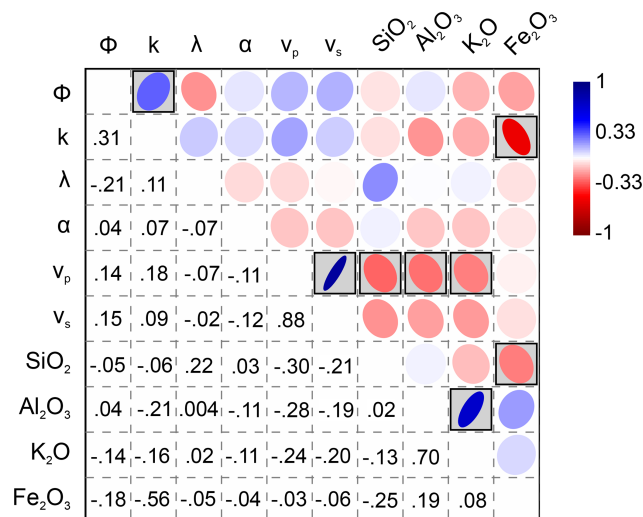 Φ k λ α vₚ vₛ SiO₂ Al₂O₃ K₂O Fe₂O₃
Φ
k .31
λ -.21 .11
α .04 .07 -.07
vₚ .14 .18 -.07 -.11
vₛ .15 .09 -.02 -.12 .88
SiO₂ -.05 -.06 .22 .03 -.30 -.21
Al₂O₃ .04 -.21 .004 -.11 -.28 -.19 .02
K₂O -.14 -.16 .02 -.11 -.24 -.20 -.13 .70
Fe₂O₃ -.18 -.56 -.05 -.04 -.03 -.06 -.25 .19 .08
1
0.33
-0.33
-1